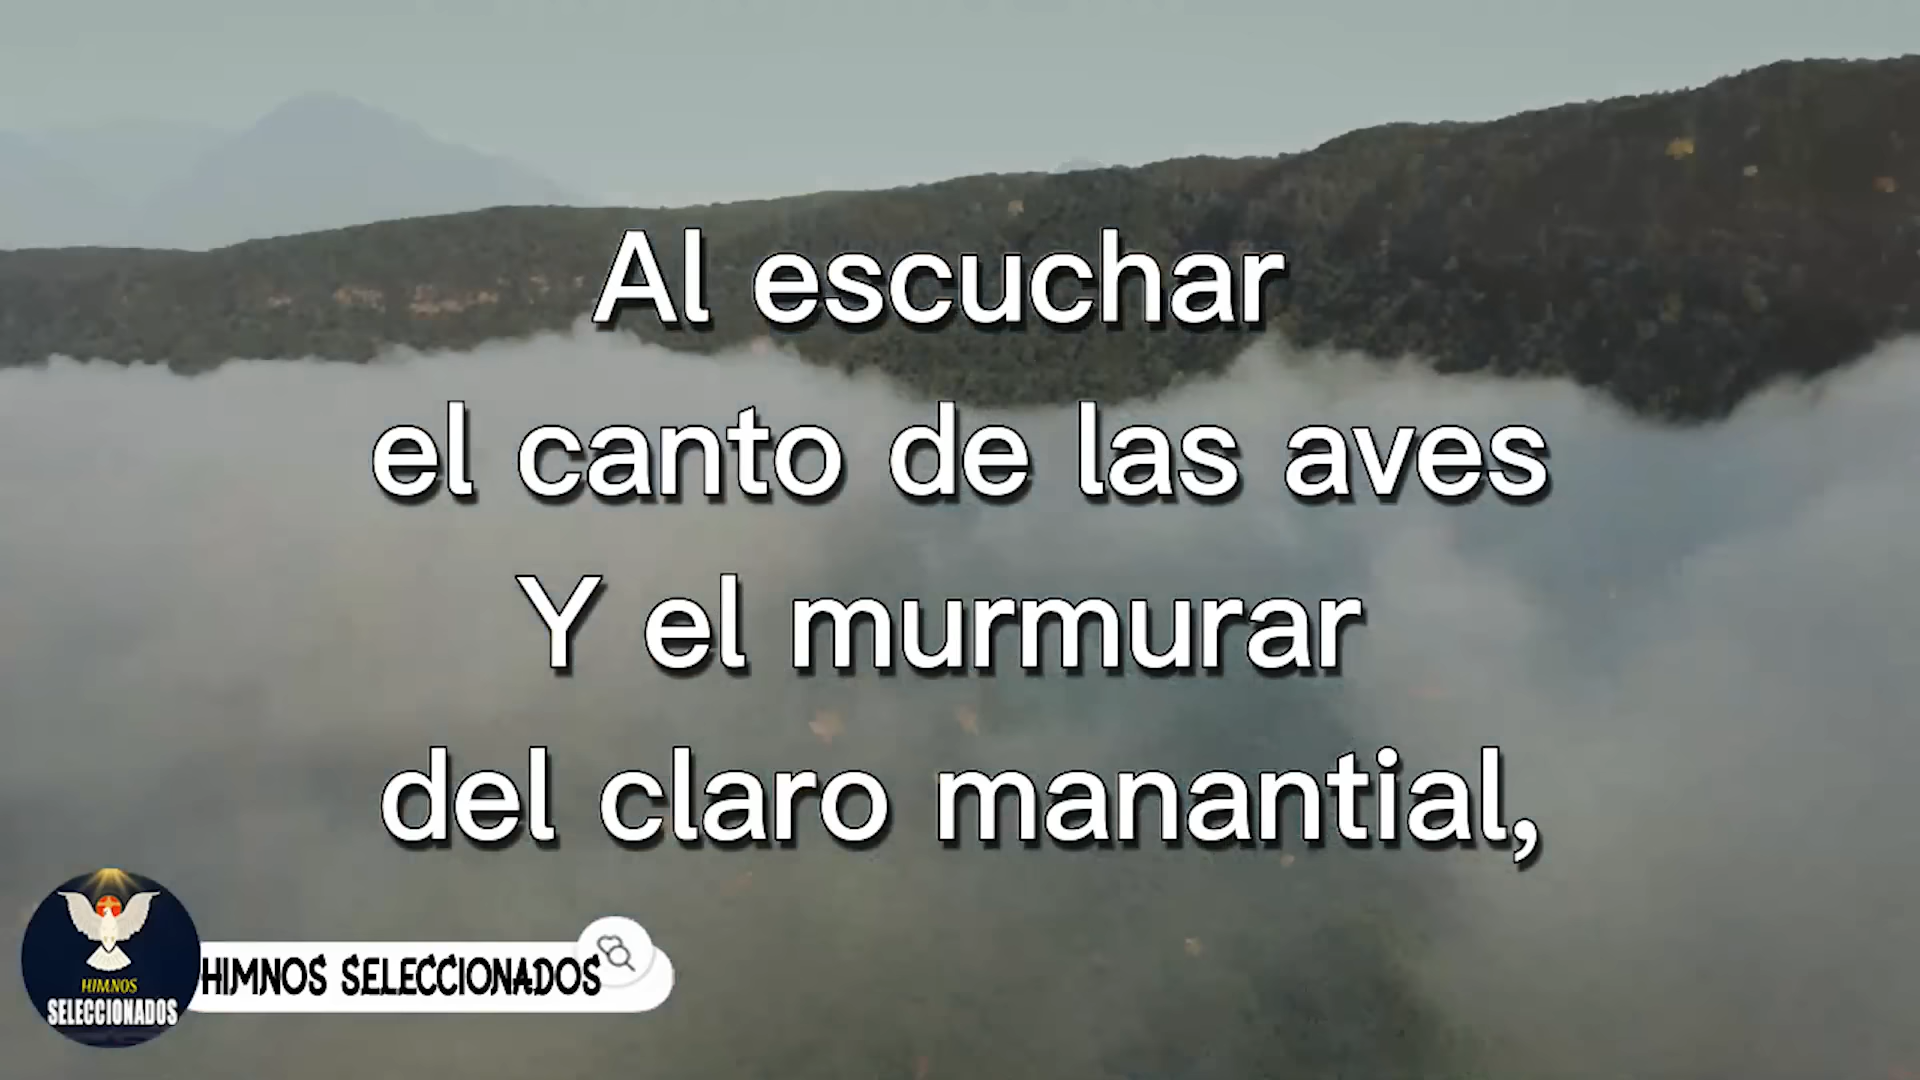 Al escuchar
el canto de las aves
Y el murmurar
del claro manantial,
HIMNOS
SELECCIONADOS
HIMNOS SELECCIONADOS